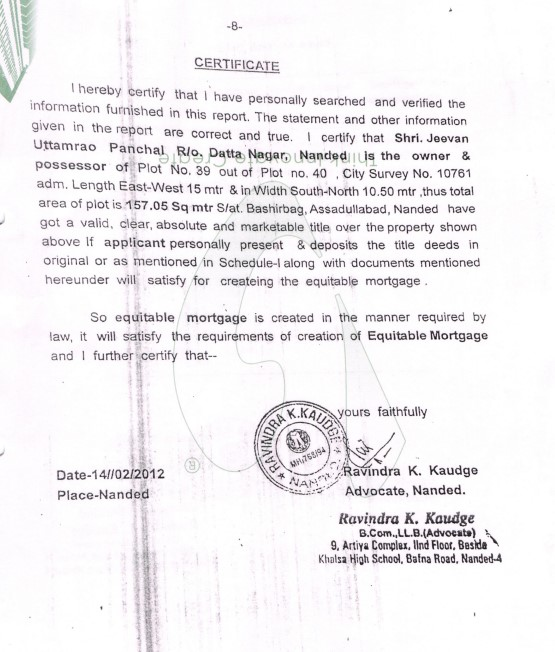 -8-
CERTIFICATE
I hereby certify that I have personally searched and verified the
information furnished in this report. The statement and other information
given in the report are correct and true. I certify that Shri. Jeevan
Uttamrao Panchal R/o. Datta Nagar, Nanded is the owner &
possessor of Plot No. 39 out of Plot no. 40 , City Survey No. 10761
adm. Length East-West 15 mtr & in Width South-North 10.50 mtr ,thus total
area of plot is 157.05 Sq mtr S/at. Bashirbag, Assadullabad, Nanded have
got a valid, clear, absolute and marketable title over the property shown
above If applicant personally present & deposits the title deeds in
original or as mentioned in Schedule-I along with documents mentioned
hereunder will satisfy for createing the equitable mortgage .
So equitable mortgage is created in the manner required by
law, it will satisfy the requirements of creation of Equitable Mortgage
and I further certify that--
yours faithfully
RAVINDRA K.KAUDGE
NANDED
Date-14//02/2012
Place-Nanded
Ravindra K. Kaudge
Advocate, Nanded.
Ravindra K. Kaudge
B.Com.,LL.B.(Advocate)
9, Artiya Complex, IInd Floor, Beside
Khalsa High School, Bafna Road, Nanded-4